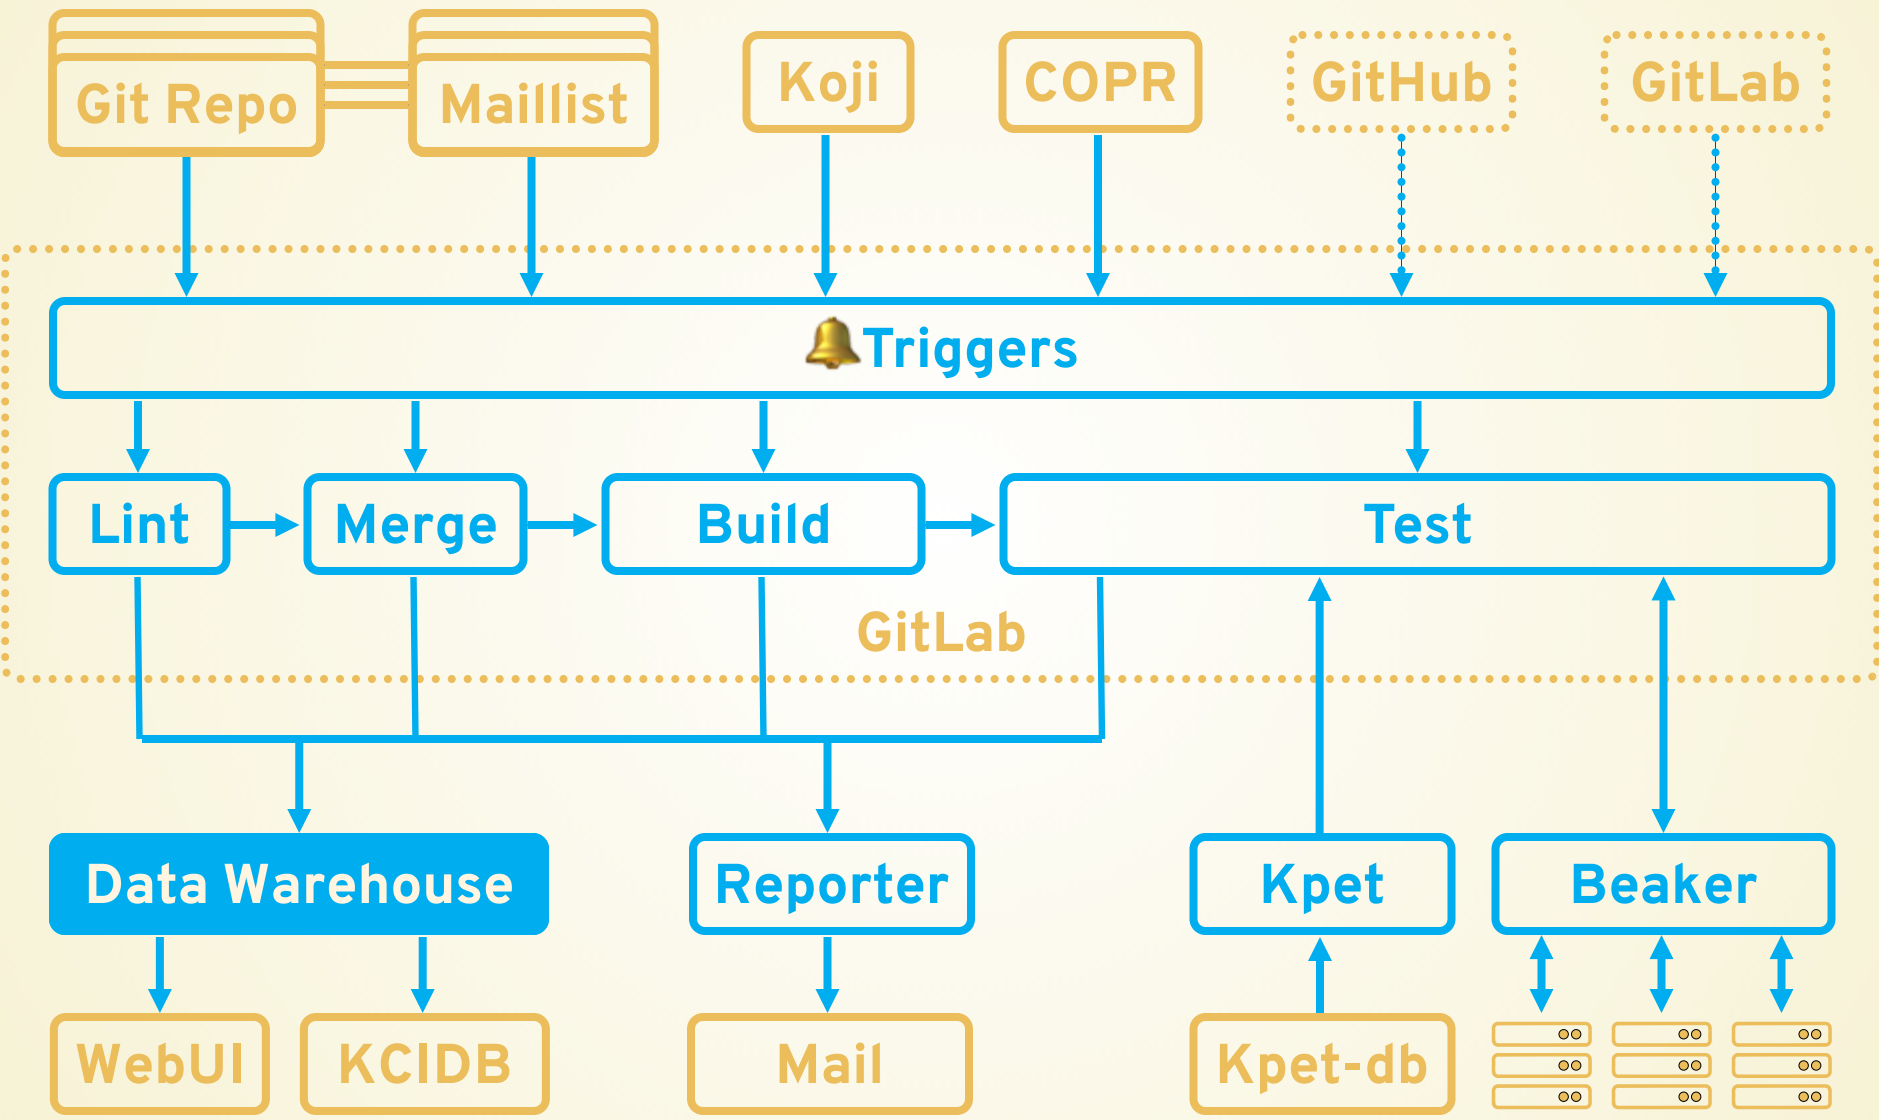 Git Repo
Maillist
Koji
COPR
GitHub
GitLab
Triggers
Lint
Merge
Build
Test
GitLab
Data Warehouse
Reporter
Kpet
Beaker
WebUI
KCIDB
Mail
Kpet-db